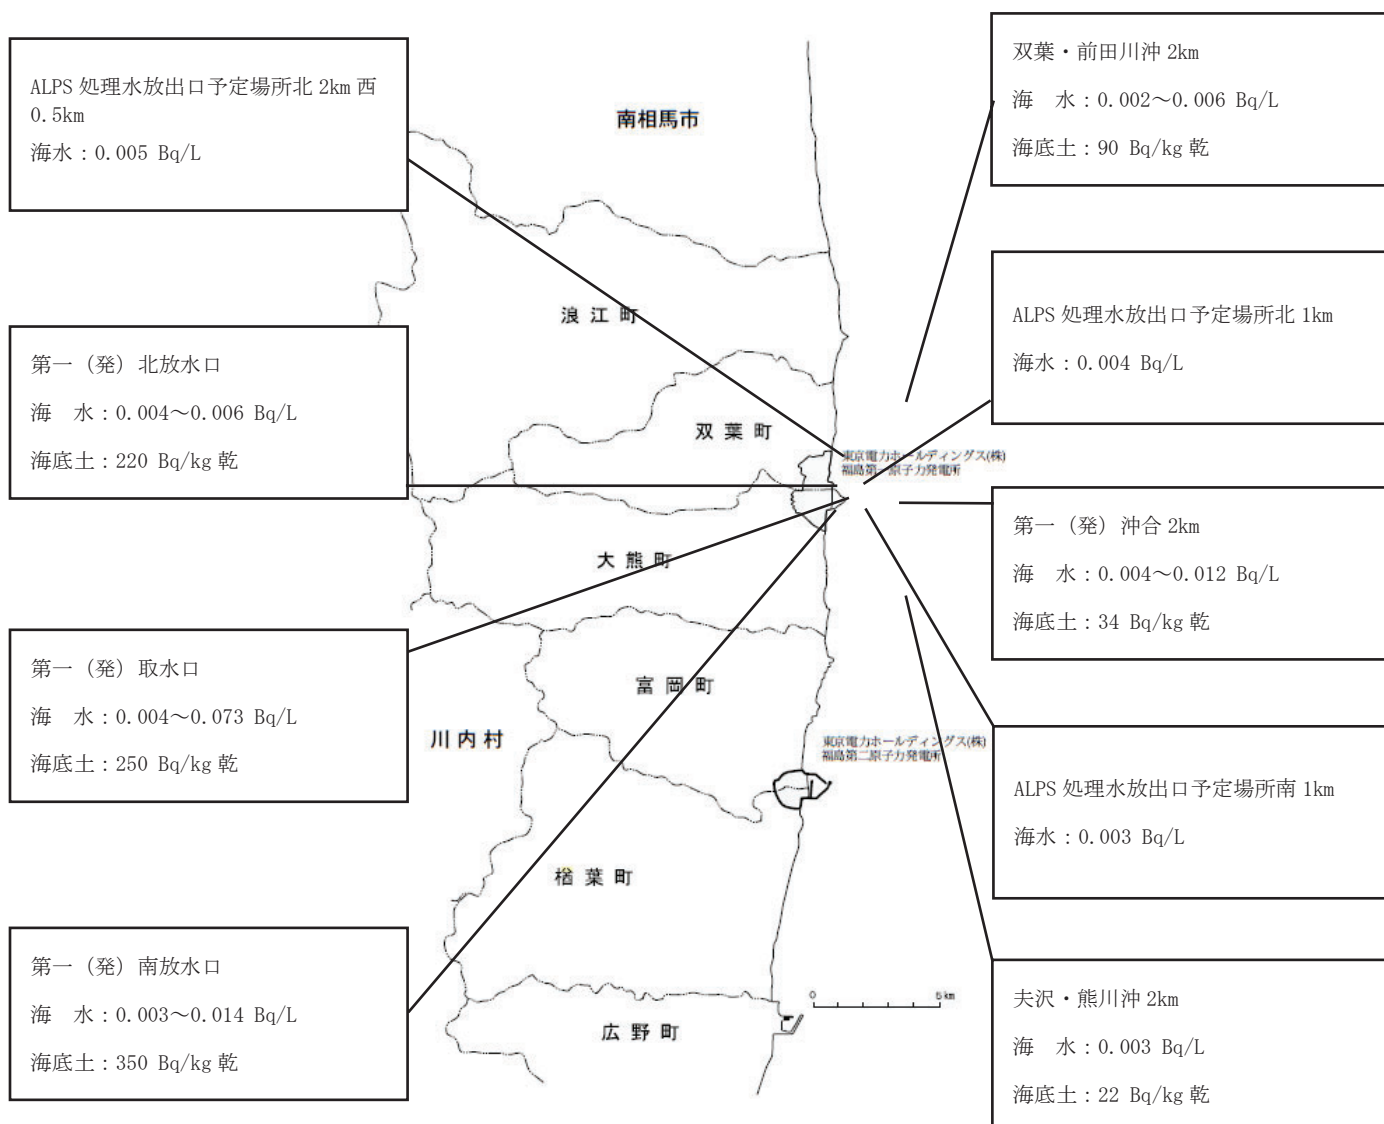 ALPS 処理水放出口予定場所北 2km 西
0.5km
海水：0.005 Bq/L
第一（発）北放水口
海　水：0.004～0.006 Bq/L
海底土：220 Bq/kg 乾
第一（発）取水口
海　水：0.004～0.073 Bq/L
海底土：250 Bq/kg 乾
第一（発）南放水口
海　水：0.003～0.014 Bq/L
海底土：350 Bq/kg 乾
南相馬市
浪江町
双葉町
東京電力ホールディングス(株)
福島第一原子力発電所
大熊町
富岡町
川内村
東京電力ホールディングス(株)
福島第二原子力発電所
楢葉町
広野町
0 5km
双葉・前田川沖 2km
海　水：0.002～0.006 Bq/L
海底土：90 Bq/kg 乾
ALPS 処理水放出口予定場所北 1km
海水：0.004 Bq/L
第一（発）沖合 2km
海　水：0.004～0.012 Bq/L
海底土：34 Bq/kg 乾
ALPS 処理水放出口予定場所南 1km
海水：0.003 Bq/L
夫沢・熊川沖 2km
海　水：0.003 Bq/L
海底土：22 Bq/kg 乾